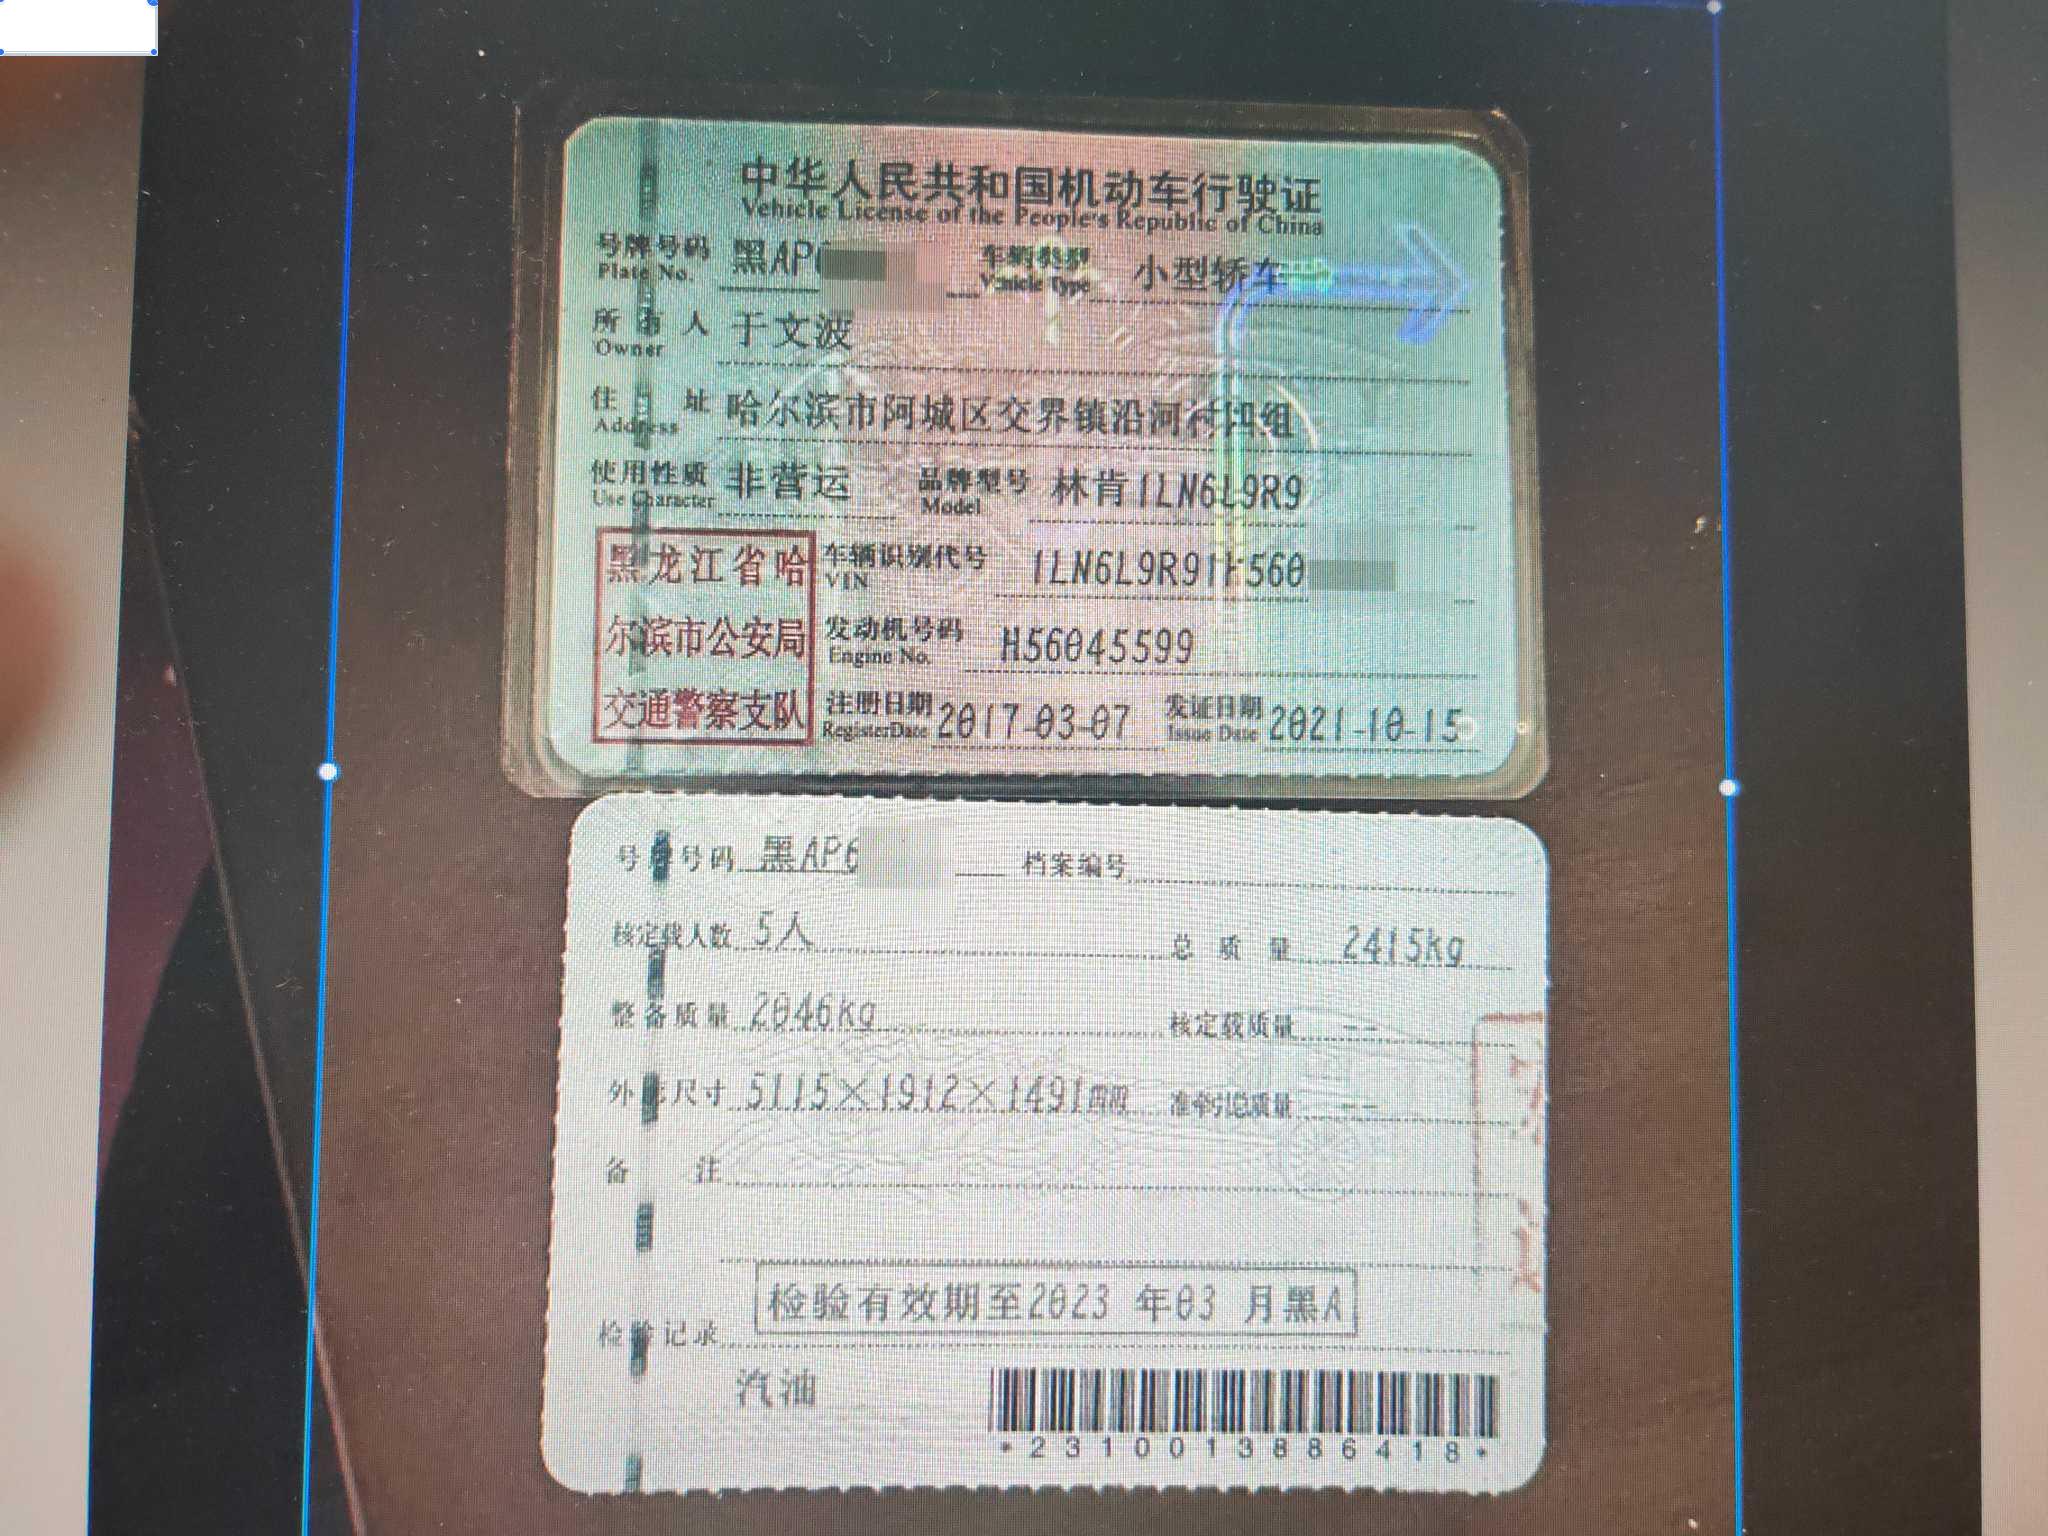 中华人民共和国机动车行驶证
Vehicle License of the People's Republic of China
号牌号码 黑AP 车辆类型 小型轿车
Plate No. Vehicle Type
所有人 于文波
Owner
住址 哈尔滨市阿城区交界镇沿河村四组
Address
使用性质 非营运 品牌型号 林肯1LN6L9R9
Use Character Model
黑龙江省哈 车辆识别代号 1LN6L9R91H560
VIN
尔滨市公安局 发动机号码 H56045599
Engine No.
交通警察支队 注册日期 2017-03-07 发证日期 2021-10-15
RegisterDate Issue Date
号牌号码 黑AP6 档案编号
核定载人数 5人 总质量 2415kg
整备质量 2046kg 核定载质量 --
外形尺寸 5115×1912×1491mm 准牵引总质量 --
备注
检验有效期至2023 年03 月黑A
检验记录
汽油
*2310013886418*